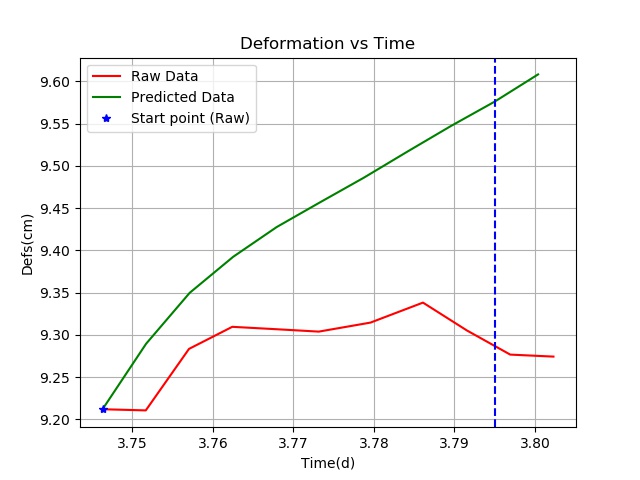 Deformation vs Time
Raw Data
Predicted Data
Start point (Raw)
9.60
9.55
9.50
9.45
9.40
9.35
9.30
9.25
9.20
Defs(cm)
3.75 3.76 3.77 3.78 3.79 3.80
Time(d)